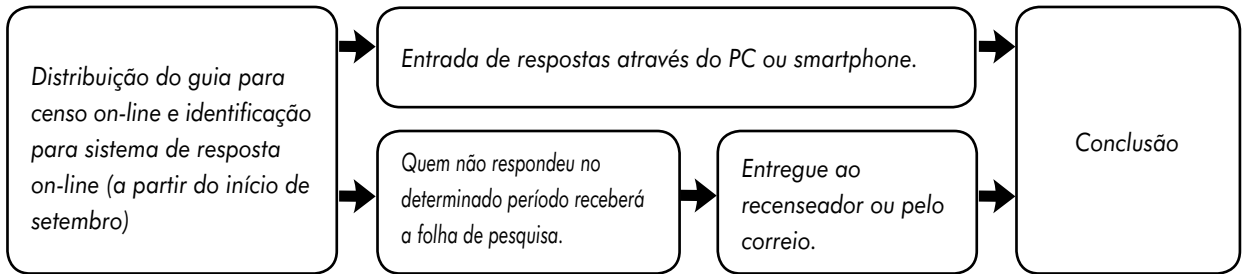 Distribuição do guia para
censo on-line e identificação
para sistema de resposta
on-line (a partir do início de
setembro)
Entrada de respostas através do PC ou smartphone.
Quem não respondeu no
determinado período receberá
a folha de pesquisa.
Entregue ao
recenseador ou pelo
correio.
Conclusão